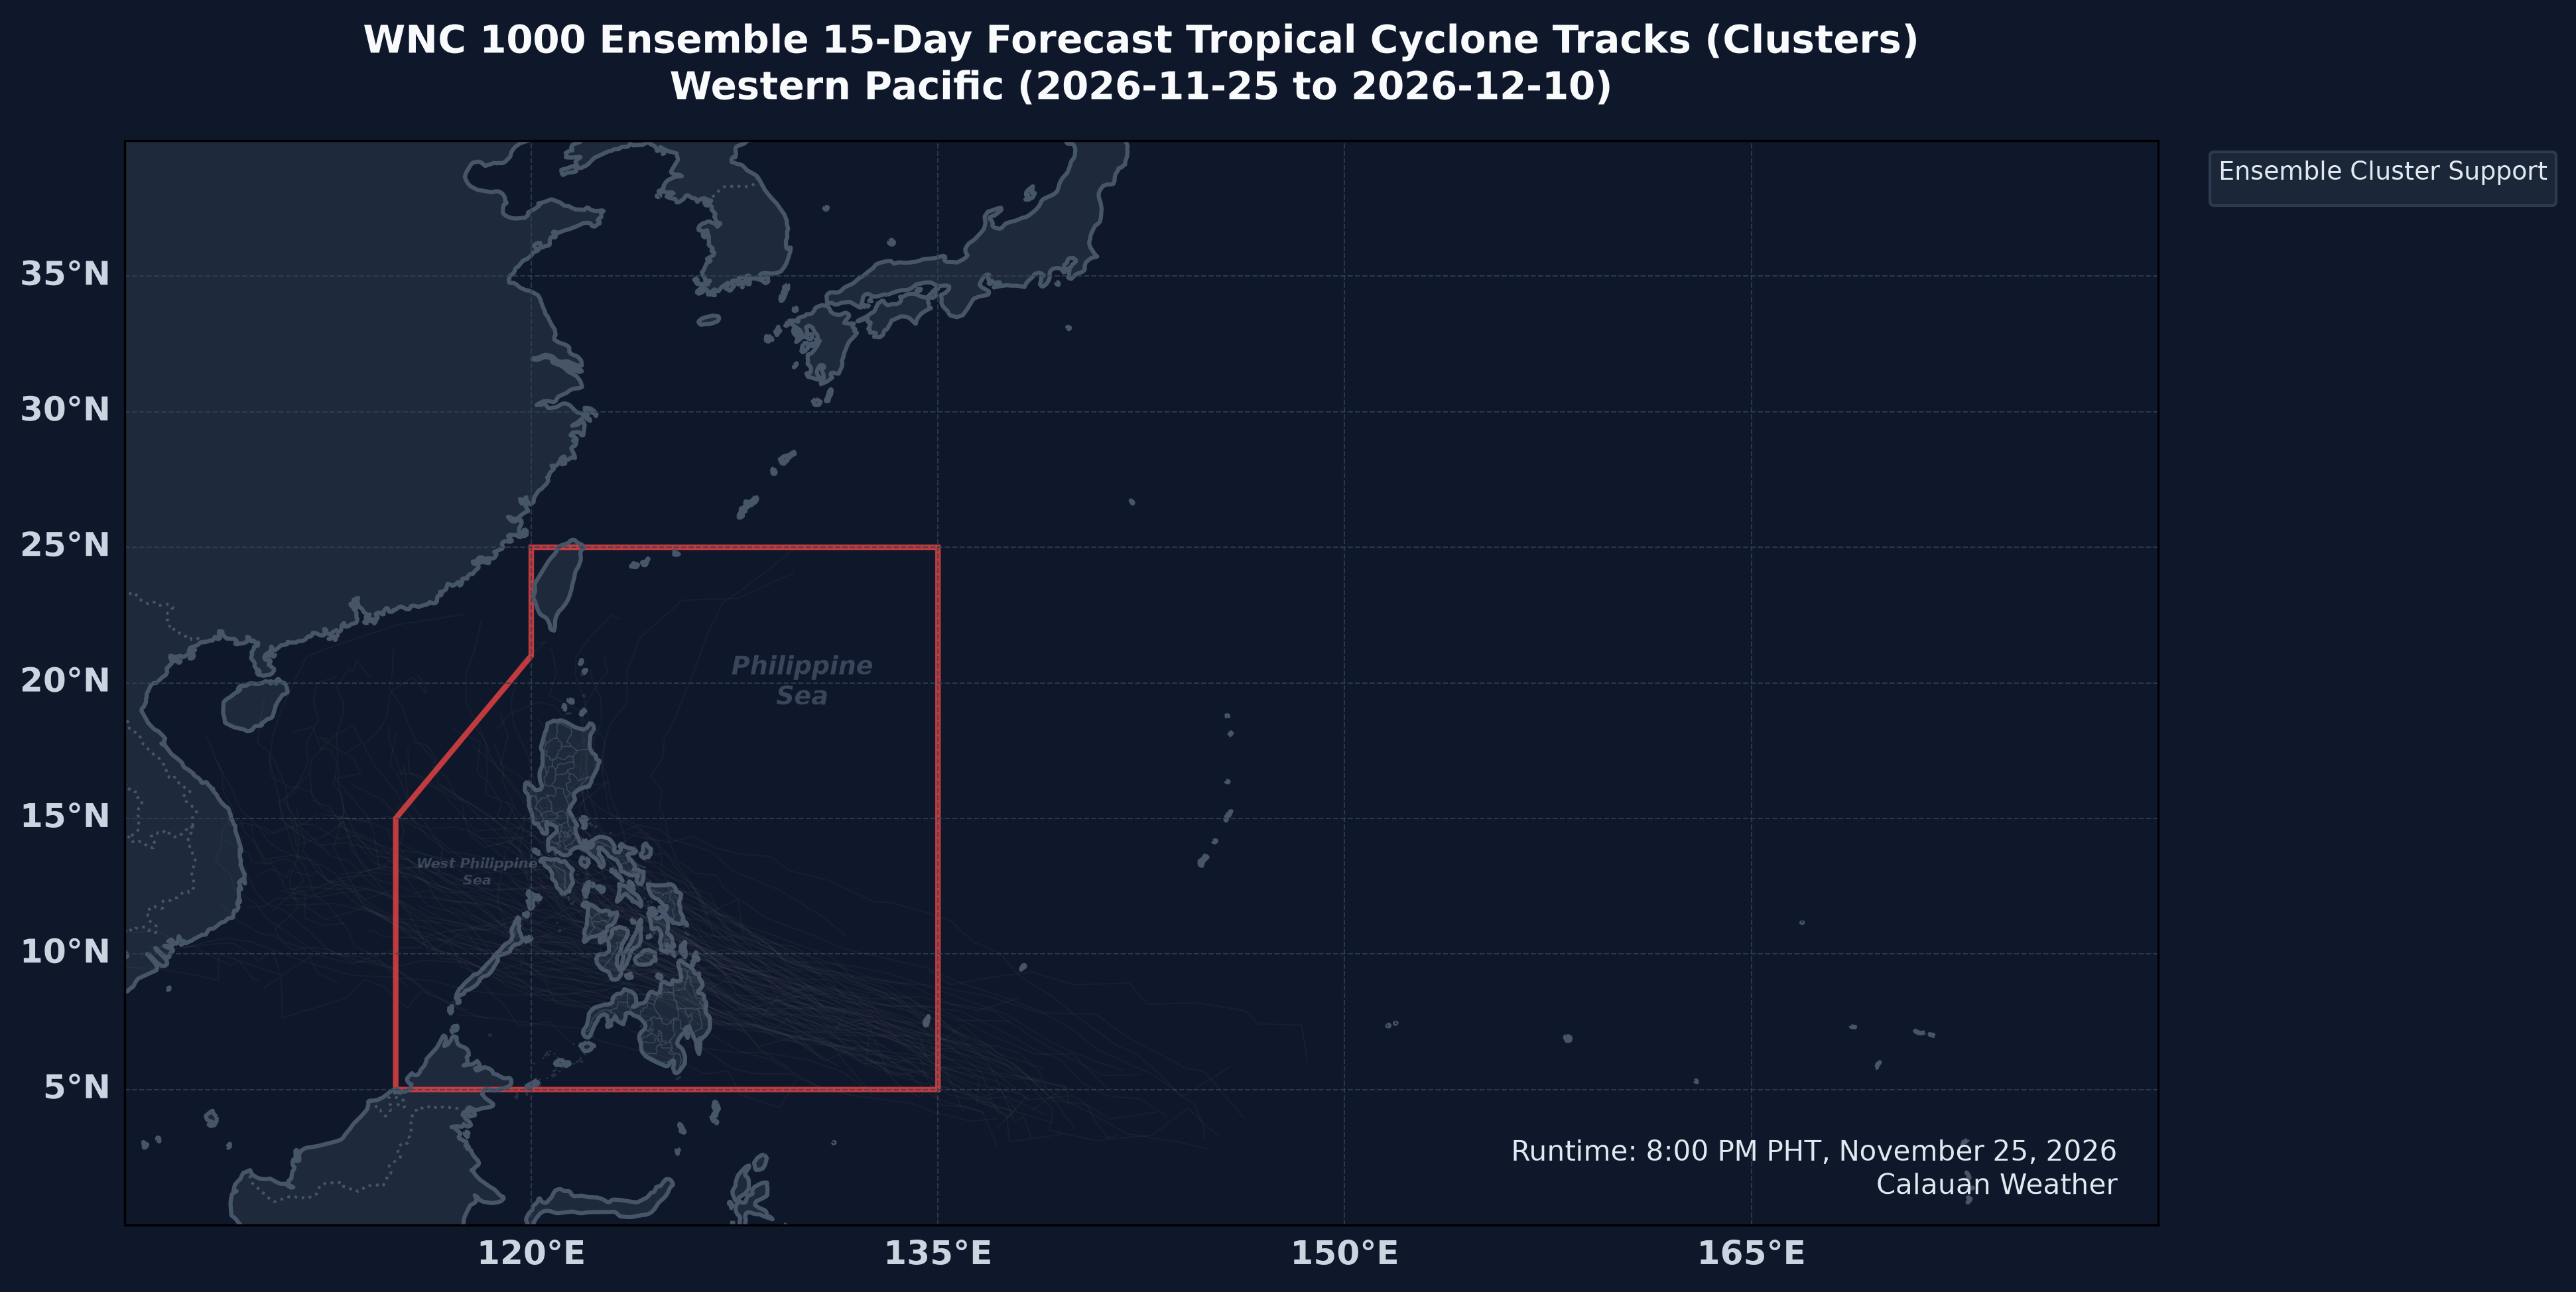 WNC 1000 Ensemble 15-Day Forecast Tropical Cyclone Tracks (Clusters)
Western Pacific (2026-11-25 to 2026-12-10)
Ensemble Cluster Support
35°N
30°N
25°N
20°N
15°N
10°N
5°N
Philippine
Sea
West Philippine
Sea
Runtime: 8:00 PM PHT, November 25, 2026
Calauan Weather
120°E
135°E
150°E
165°E